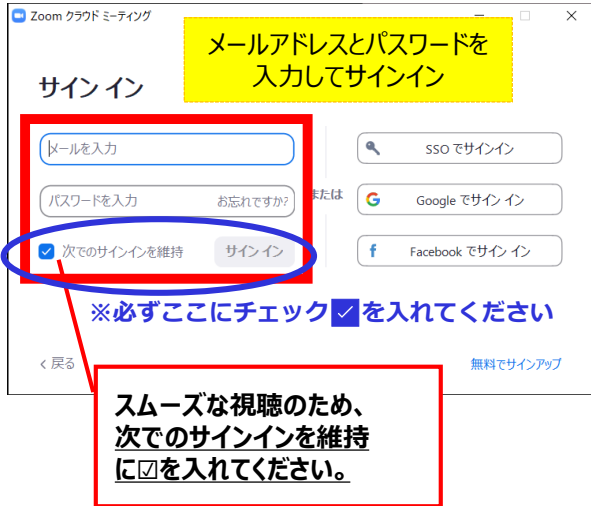 Zoom クラウド ミーティング
メールアドレスとパスワードを
入力してサインイン
サイン イン
メールを入力
パスワードを入力 お忘れですか?
次でのサインインを維持 サイン イン
または
SSO でサインイン
Google でサイン イン
Facebook でサイン イン
※必ずここにチェック☑を入れてください
< 戻る
無料でサインアップ
スムーズな視聴のため、
次でのサインインを維持
に☑を入れてください。